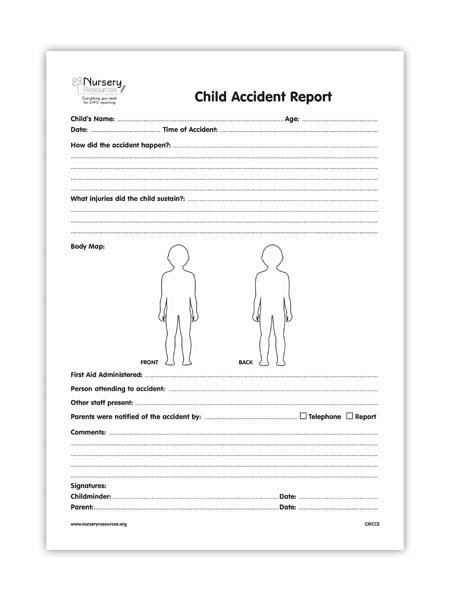 Nursery
Resources.org
Everything you need
for EYFS reporting
Child Accident Report
Child's Name: Age:
Date: Time of Accident:
How did the accident happen?:
What injuries did the child sustain?:
Body Map:
FRONT BACK
First Aid Administered:
Person attending to accident:
Other staff present:
Parents were notified of the accident by: Telephone Report
Comments:
Signatures:
Childminder: Date:
Parent: Date:
www.nurseryresources.org CMCC3